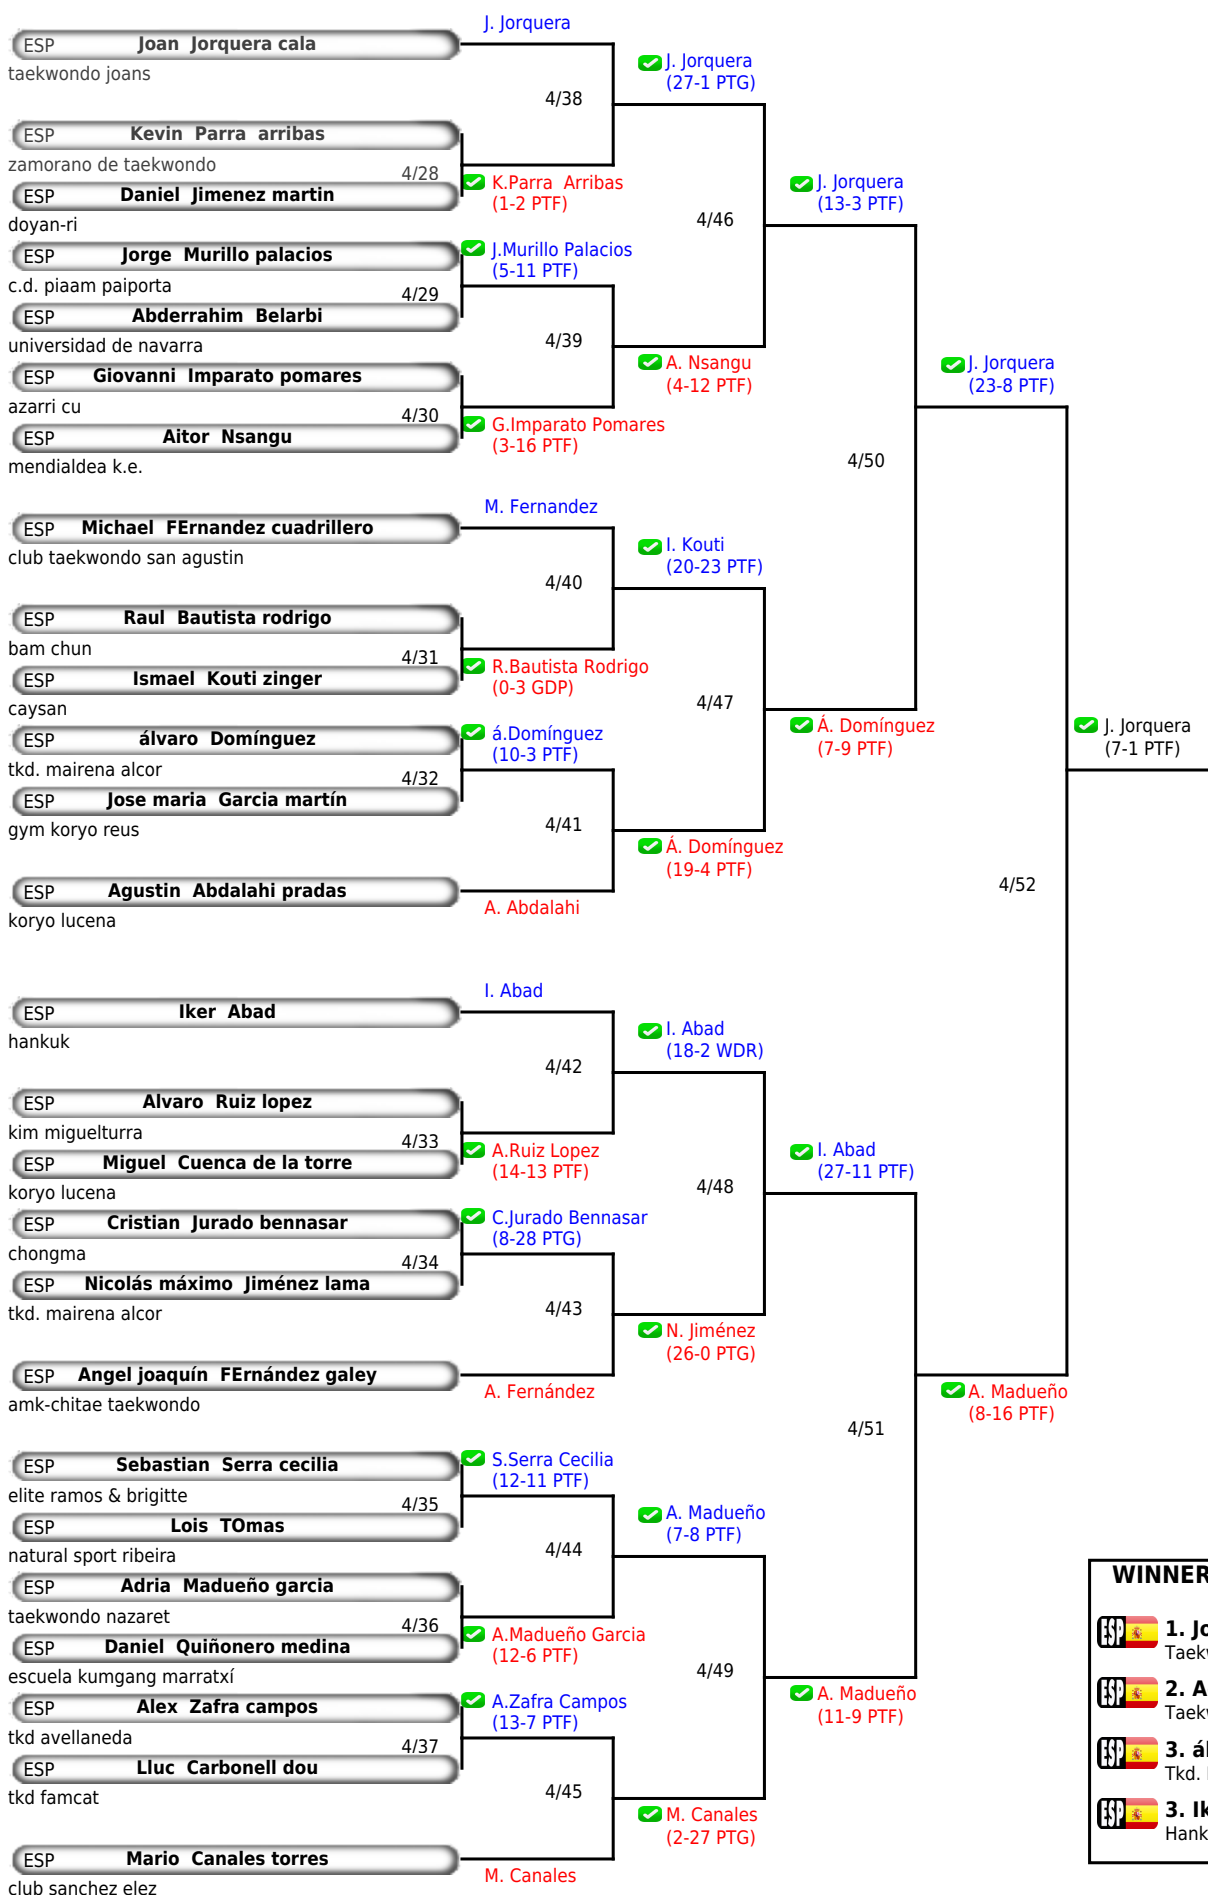 J. Jorquera
ESP Joan Jorquera cala
taekwondo joans
J. Jorquera
(27-1 PTG)
4/38
ESP Kevin Parra arribas
zamorano de taekwondo
4/28
ESP Daniel Jimenez martin
doyan-ri
K.Parra Arribas
(1-2 PTF)
J. Jorquera
(13-3 PTF)
4/46
ESP Jorge Murillo palacios
c.d. piaam paiporta
J.Murillo Palacios
(5-11 PTF)
4/29
ESP Abderrahim Belarbi
universidad de navarra
4/39
A. Nsangu
(4-12 PTF)
J. Jorquera
(23-8 PTF)
ESP Giovanni Imparato pomares
azarri cu
4/30
ESP Aitor Nsangu
mendialdea k.e.
G.Imparato Pomares
(3-16 PTF)
4/50
M. Fernandez
ESP Michael FErnandez cuadrillero
club taekwondo san agustin
I. Kouti
(20-23 PTF)
4/40
ESP Raul Bautista rodrigo
bam chun
4/31
ESP Ismael Kouti zinger
caysan
R.Bautista Rodrigo
(0-3 GDP)
4/47
ESP álvaro Domínguez
tkd. mairena alcor
á.Domínguez
(10-3 PTF)
Á. Domínguez
(7-9 PTF)
J. Jorquera
(7-1 PTF)
4/32
ESP Jose maria Garcia martín
gym koryo reus
4/41
Á. Domínguez
(19-4 PTF)
ESP Agustin Abdalahi pradas
koryo lucena
A. Abdalahi
4/52
I. Abad
ESP Iker Abad
hankuk
I. Abad
(18-2 WDR)
4/42
ESP Alvaro Ruiz lopez
kim miguelturra
4/33
ESP Miguel Cuenca de la torre
koryo lucena
A.Ruiz Lopez
(14-13 PTF)
I. Abad
(27-11 PTF)
4/48
ESP Cristian Jurado bennasar
chongma
C.Jurado Bennasar
(8-28 PTG)
4/34
ESP Nicolás máximo Jiménez lama
tkd. mairena alcor
4/43
N. Jiménez
(26-0 PTG)
ESP Angel joaquín FErnández galey
amk-chitae taekwondo
A. Fernández
A. Madueño
(8-16 PTF)
4/51
ESP Sebastian Serra cecilia
elite ramos & brigitte
S.Serra Cecilia
(12-11 PTF)
4/35
ESP Lois TOmas
natural sport ribeira
A. Madueño
(7-8 PTF)
4/44
ESP Adria Madueño garcia
taekwondo nazaret
4/36
ESP Daniel Quiñonero medina
escuela kumgang marratxí
A.Madueño Garcia
(12-6 PTF)
4/49
ESP Alex Zafra campos
tkd avellaneda
A.Zafra Campos
(13-7 PTF)
A. Madueño
(11-9 PTF)
4/37
ESP Lluc Carbonell dou
tkd famcat
4/45
M. Canales
(2-27 PTG)
ESP Mario Canales torres
club sanchez elez
M. Canales
WINNER
ESP 1. Jo
Taekw
ESP 2. A
Taekw
ESP 3. ál
Tkd.
ESP 3. Ik
Hank